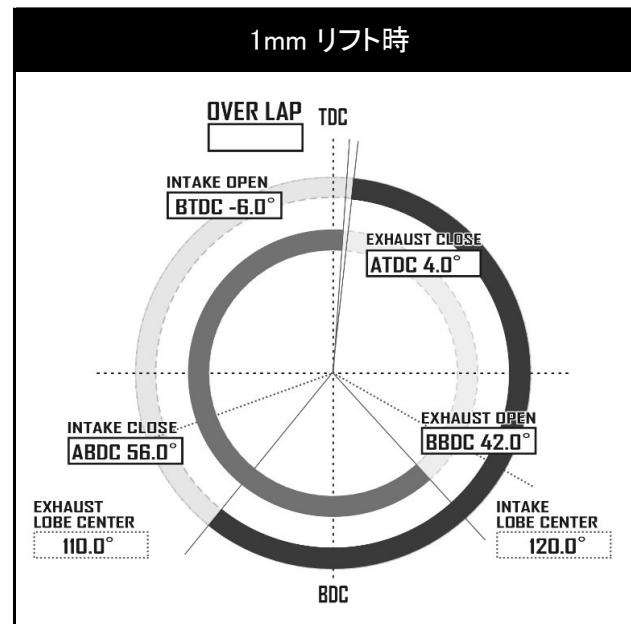 1mm リフト時
OVER LAP
TDC
INTAKE OPEN
BTDC -6.0°
EXHAUST CLOSE
ATDC 4.0°
INTAKE CLOSE
ABDC 56.0°
EXHAUST OPEN
BBDC 42.0°
EXHAUST
LOBE CENTER
110.0°
INTAKE
LOBE CENTER
120.0°
BDC